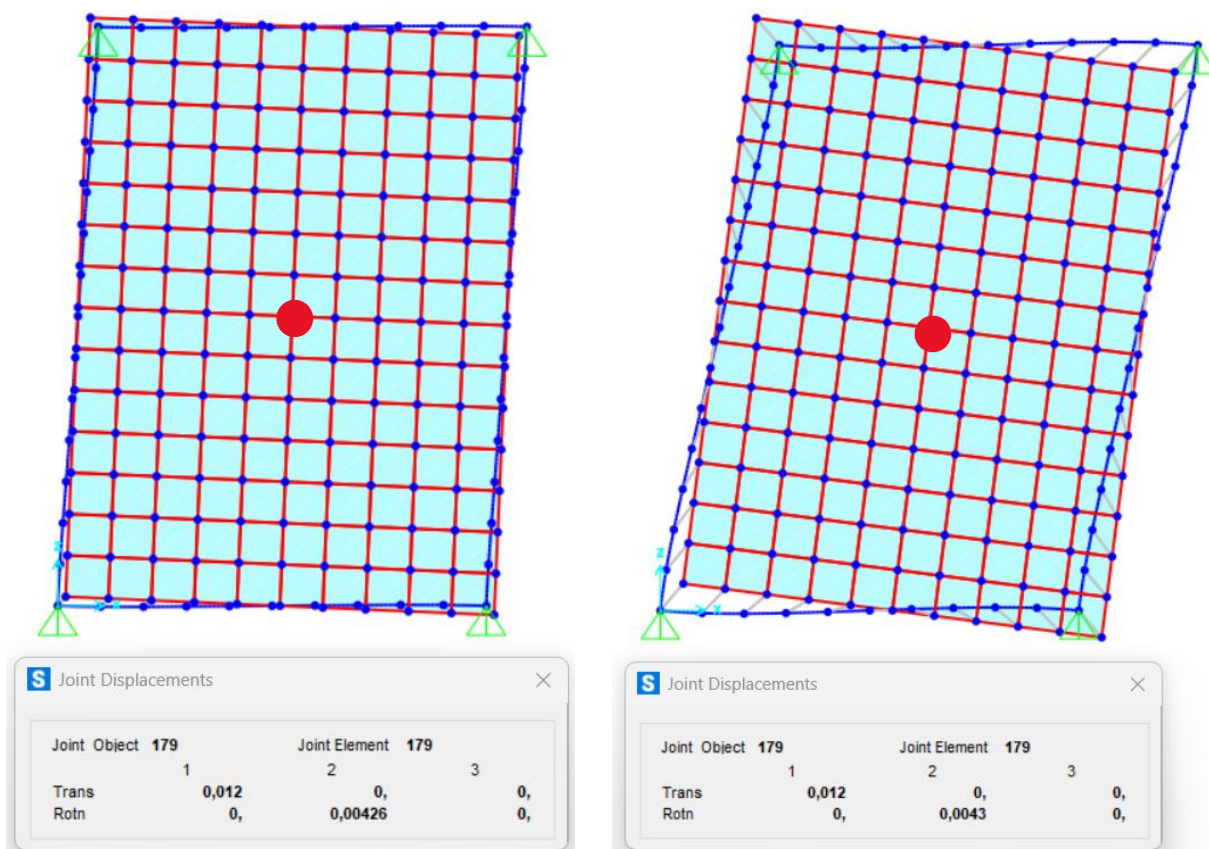 z
x
z
x
S Joint Displacements
Joint Object 179 Joint Element 179
1 2 3
Trans 0,012 0, 0,
Rotn 0, 0,00426 0,
S Joint Displacements
Joint Object 179 Joint Element 179
1 2 3
Trans 0,012 0, 0,
Rotn 0, 0,0043 0,